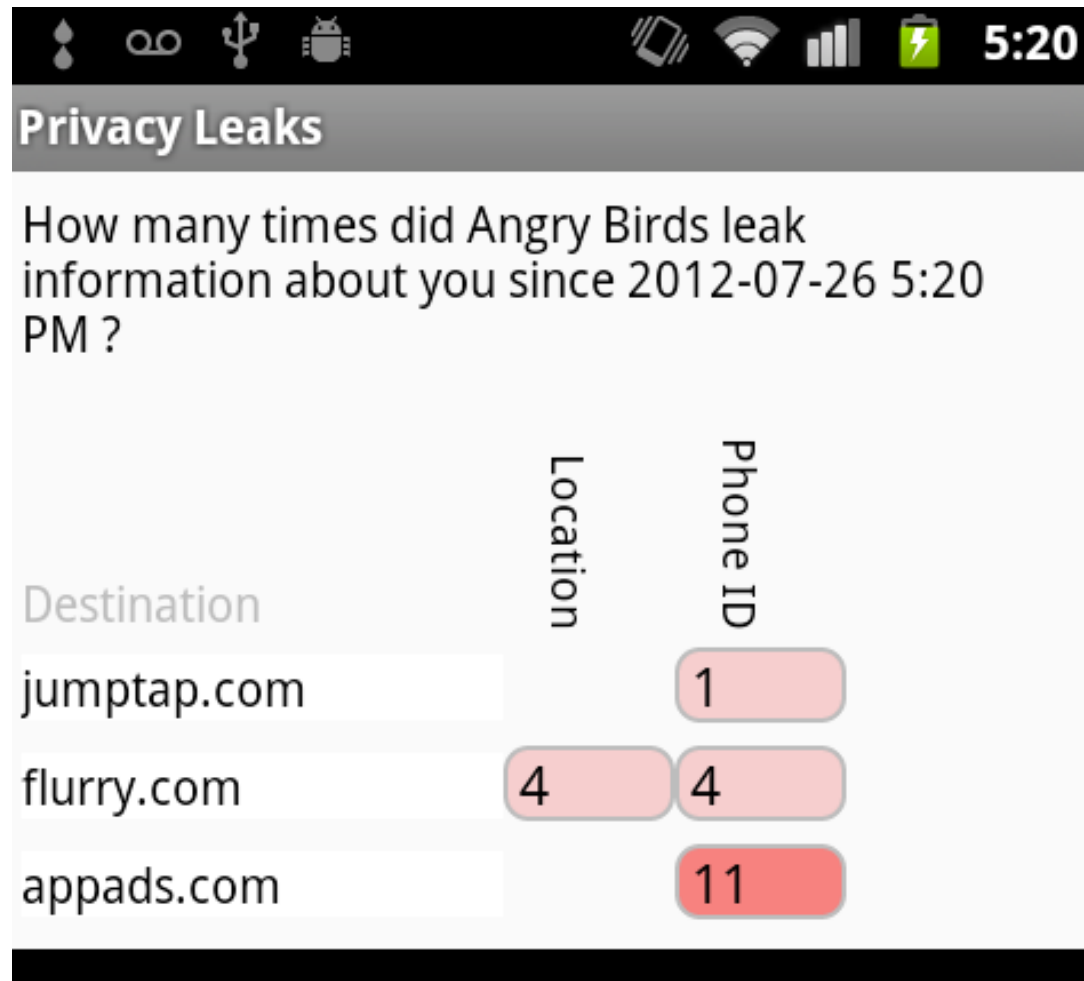 5:20
Privacy Leaks
How many times did Angry Birds leak
information about you since 2012-07-26 5:20
PM ?
Location
Phone ID
Destination
jumptap.com 1
flurry.com 4 4
appads.com 11